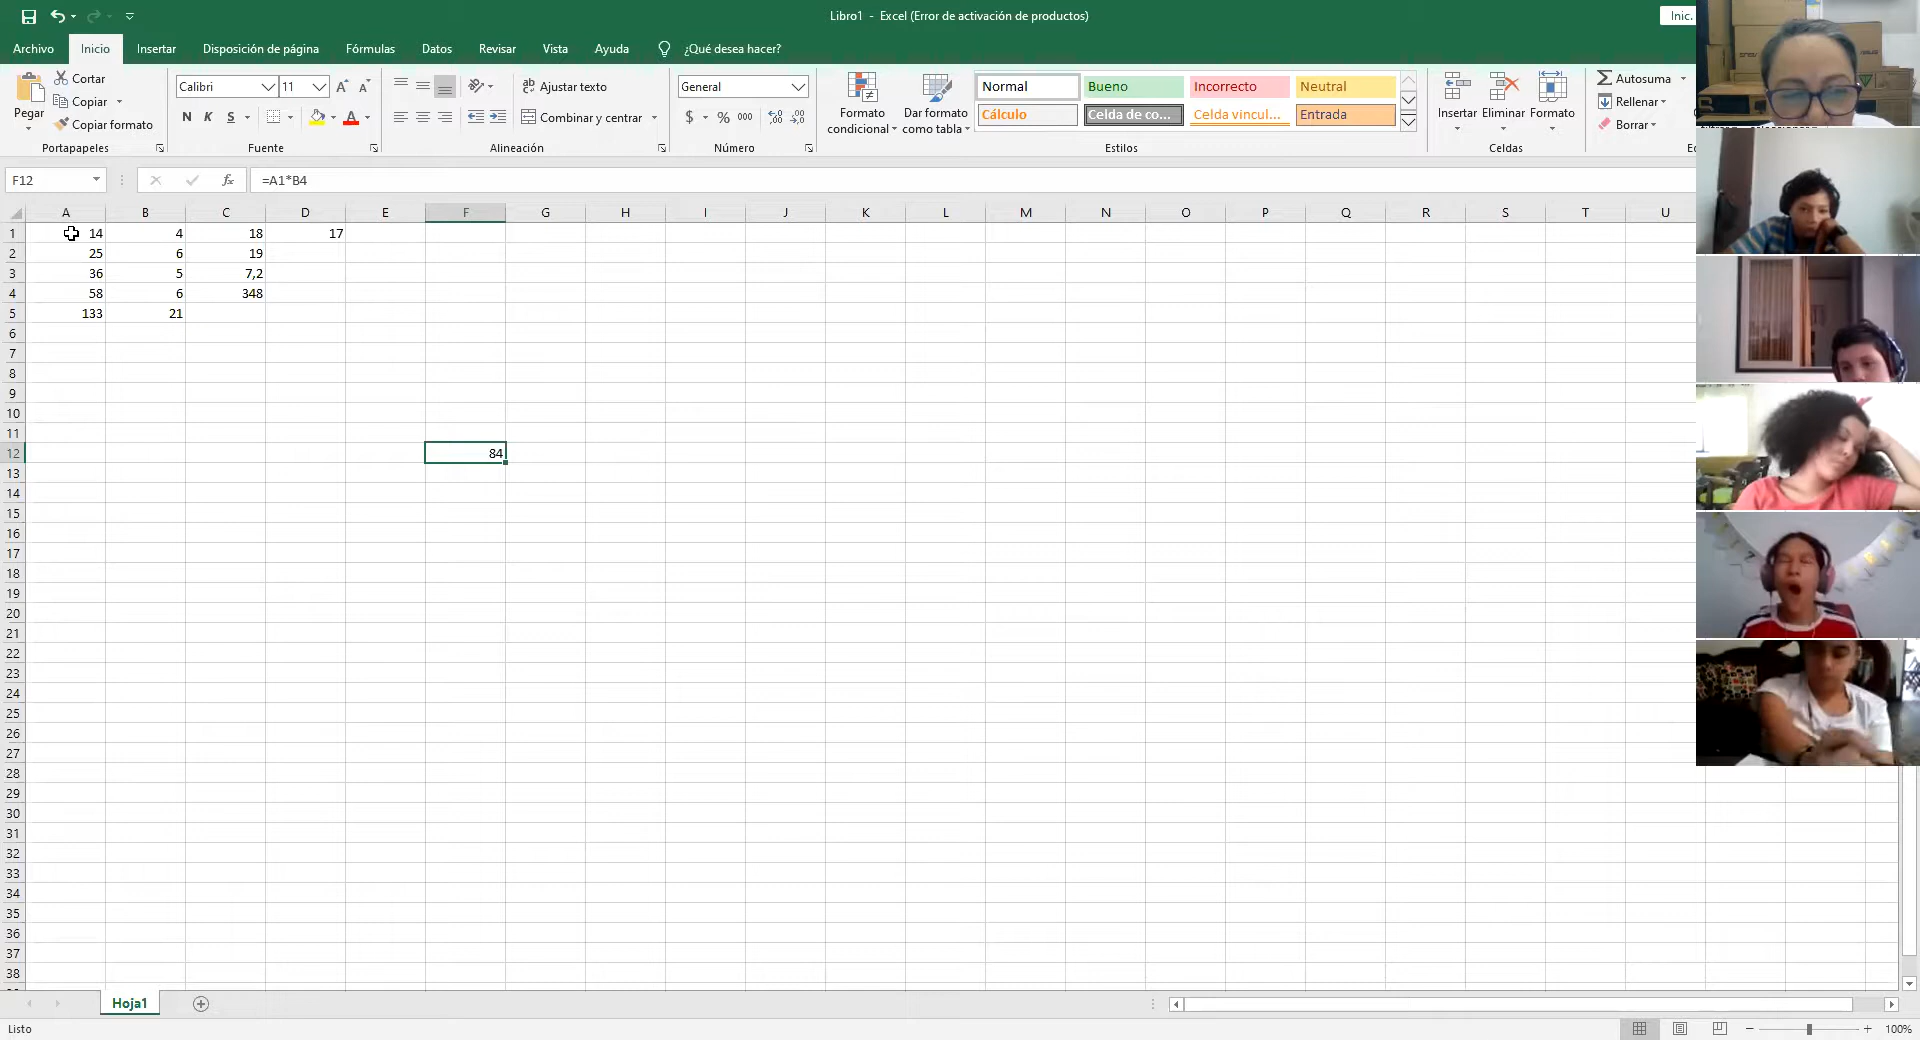 Libro1 - Excel (Error de activación de productos)
Inic.
Archivo Inicio Insertar Disposición de página Fórmulas Datos Revisar Vista Ayuda ¿Qué desea hacer?
Pegar
Cortar
Copiar
Copiar formato
Portapapeles
Calibri 11
N K S
Fuente
Ajustar texto
Combinar y centrar
Alineación
General
$ % 000
Número
Formato condicional
Dar formato como tabla
Normal Bueno Incorrecto Neutral
Cálculo Celda de co... Celda vincul... Entrada
Estilos
Insertar Eliminar Formato
Celdas
Autosuma
Rellenar
Borrar
F12 fx =A1*B4
A B C D E F G H I J K L M N O P Q R S T U
1 14 4 18 17
2 25 6 19
3 36 5 7,2
4 58 6 348
5 133 21
6
7
8
9
10
11
12 84
13
14
15
16
17
18
19
20
21
22
23
24
25
26
27
28
29
30
31
32
33
34
35
36
37
38
Hoja1
Listo
100%